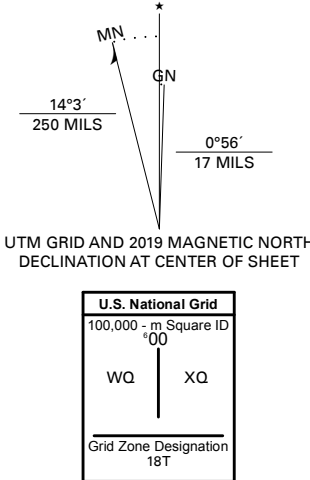 ★
MN
GN
14°3´
250 MILS
0°56´
17 MILS
UTM GRID AND 2019 MAGNETIC NORTH
DECLINATION AT CENTER OF SHEET
U.S. National Grid
100,000 - m Square ID
⁶00
WQ XQ
Grid Zone Designation
18T